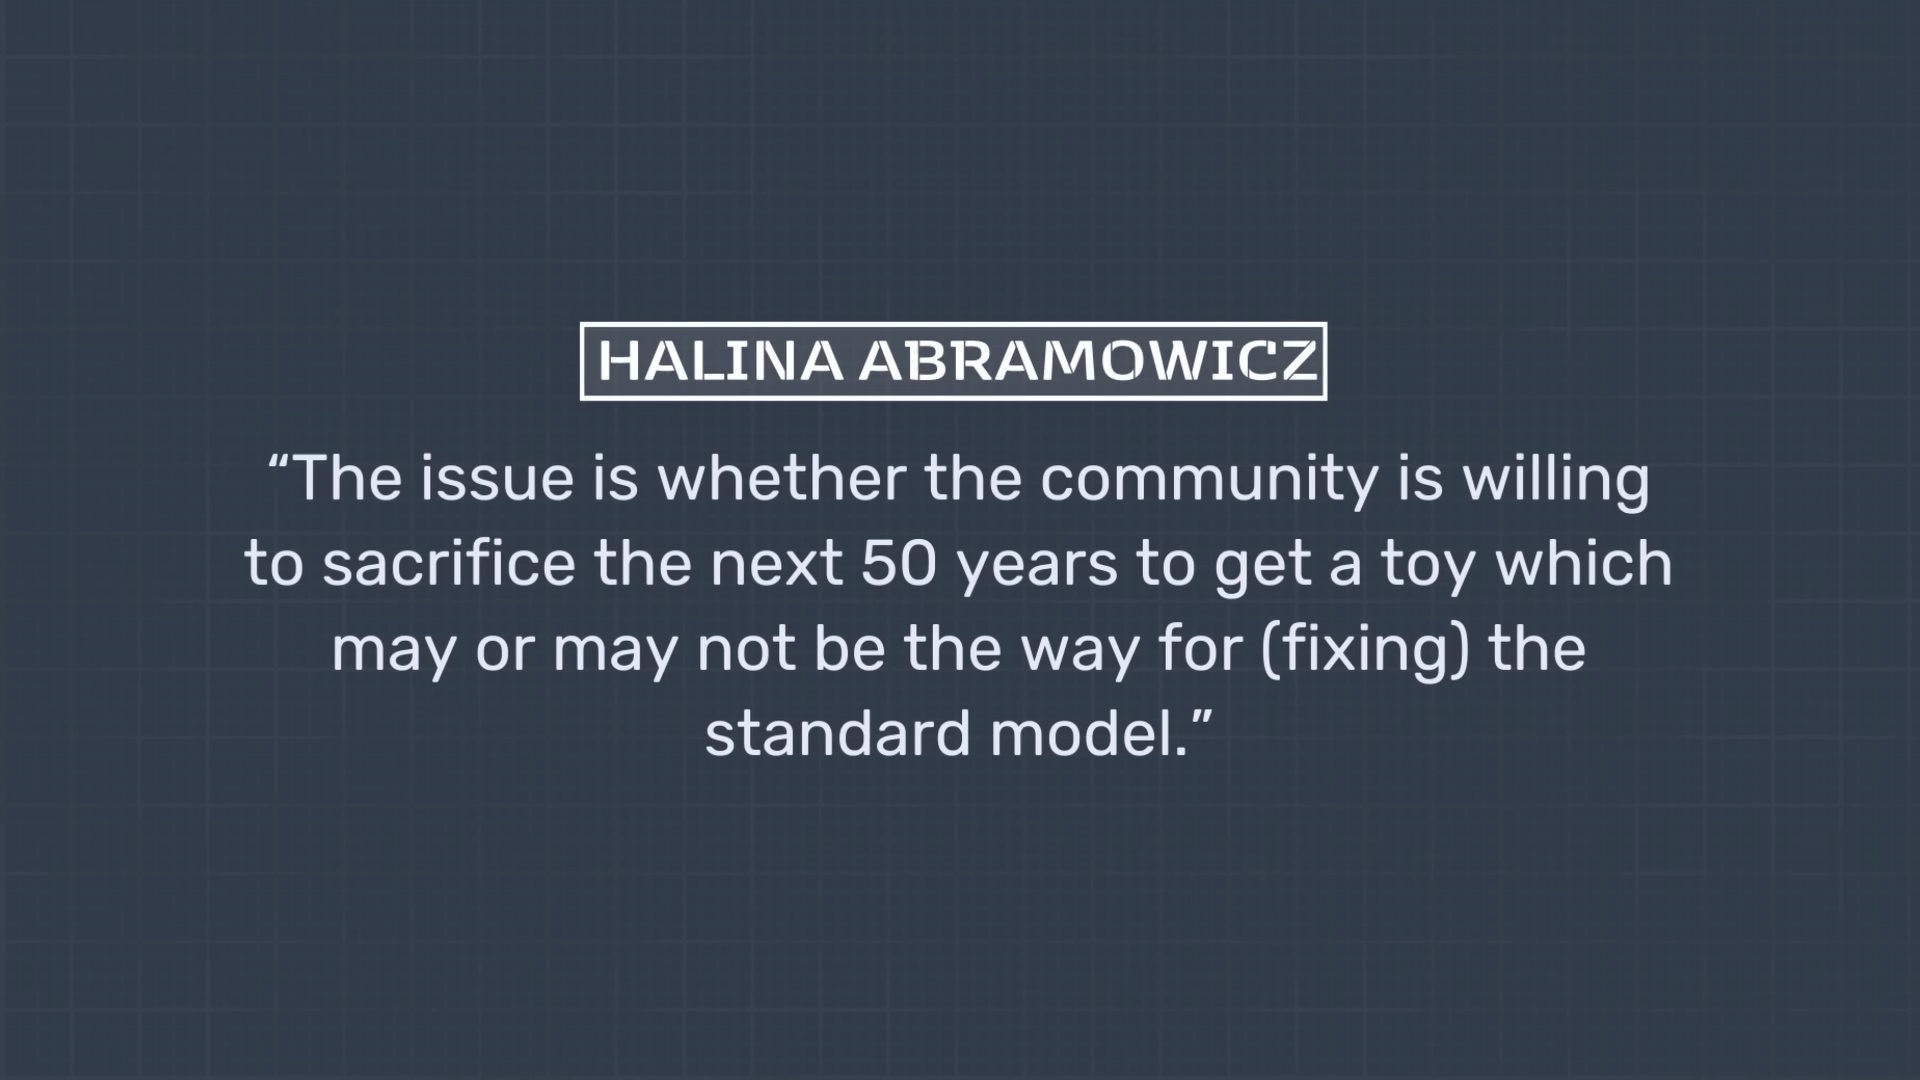 HALINA ABRAMOWICZ
“The issue is whether the community is willing
to sacrifice the next 50 years to get a toy which
may or may not be the way for (fixing) the
standard model.”